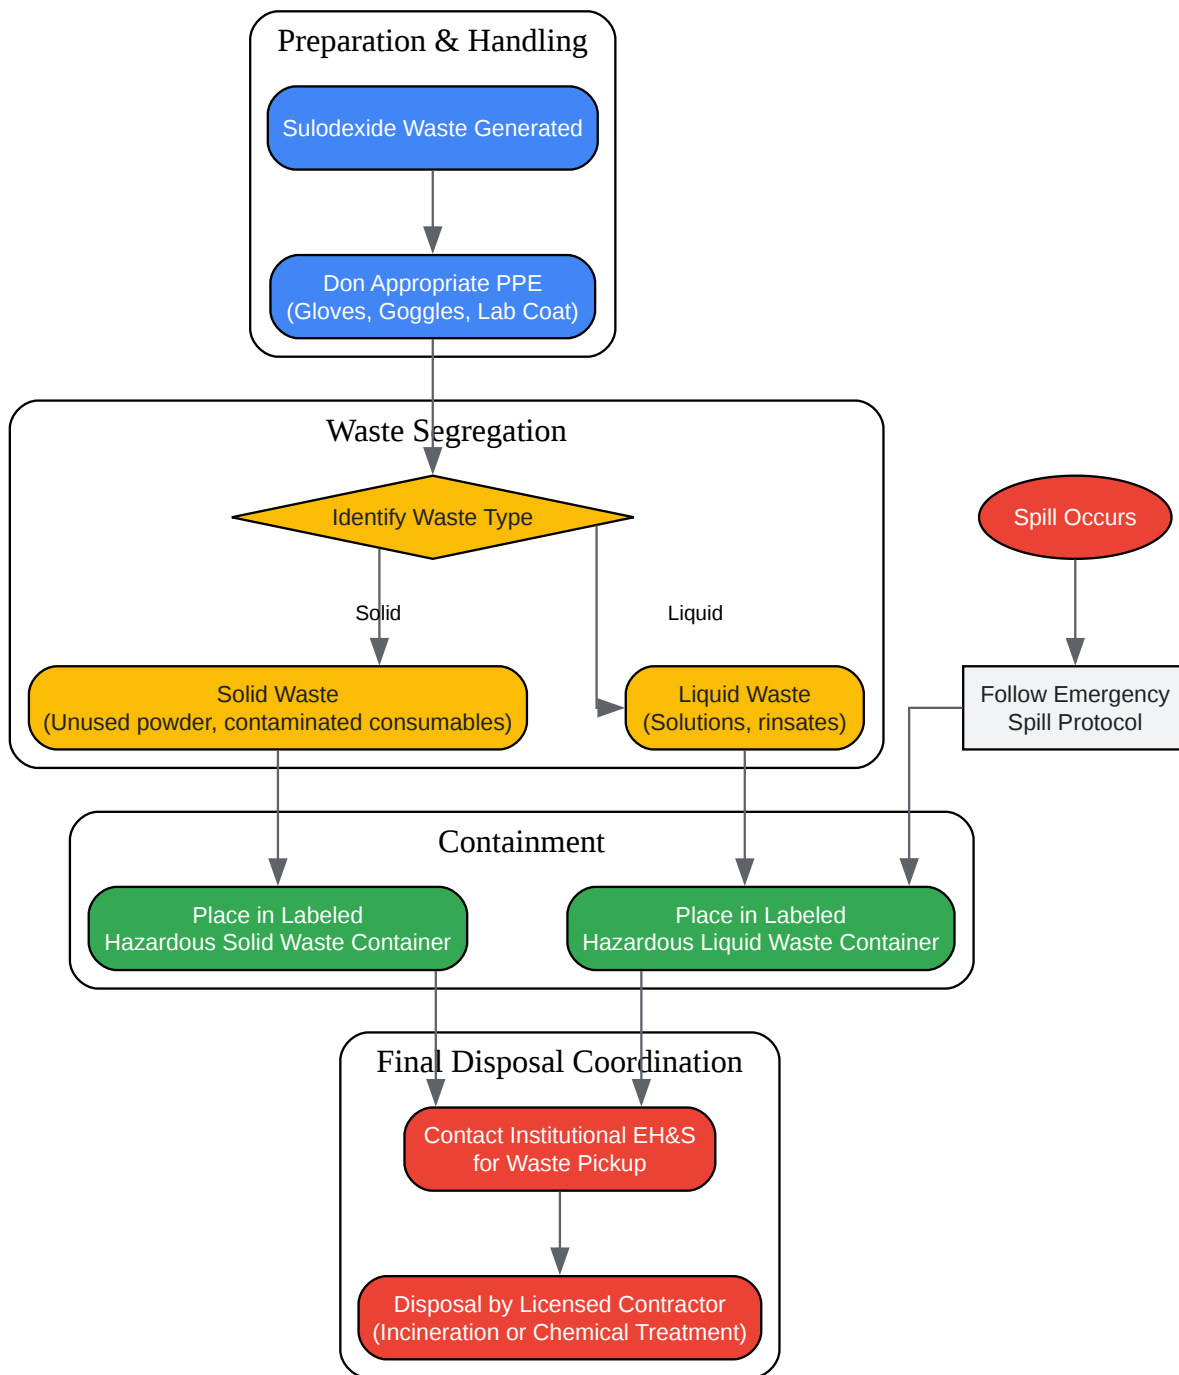 Preparation & Handling
Sulodexide Waste Generated
Don Appropriate PPE
(Gloves, Goggles, Lab Coat)
Waste Segregation
Identify Waste Type
Spill Occurs
Solid
Liquid
Solid Waste
(Unused powder, contaminated consumables)
Liquid Waste
(Solutions, rinsates)
Follow Emergency
Spill Protocol
Containment
Place in Labeled
Hazardous Solid Waste Container
Place in Labeled
Hazardous Liquid Waste Container
Final Disposal Coordination
Contact Institutional EH&S
for Waste Pickup
Disposal by Licensed Contractor
(Incineration or Chemical Treatment)